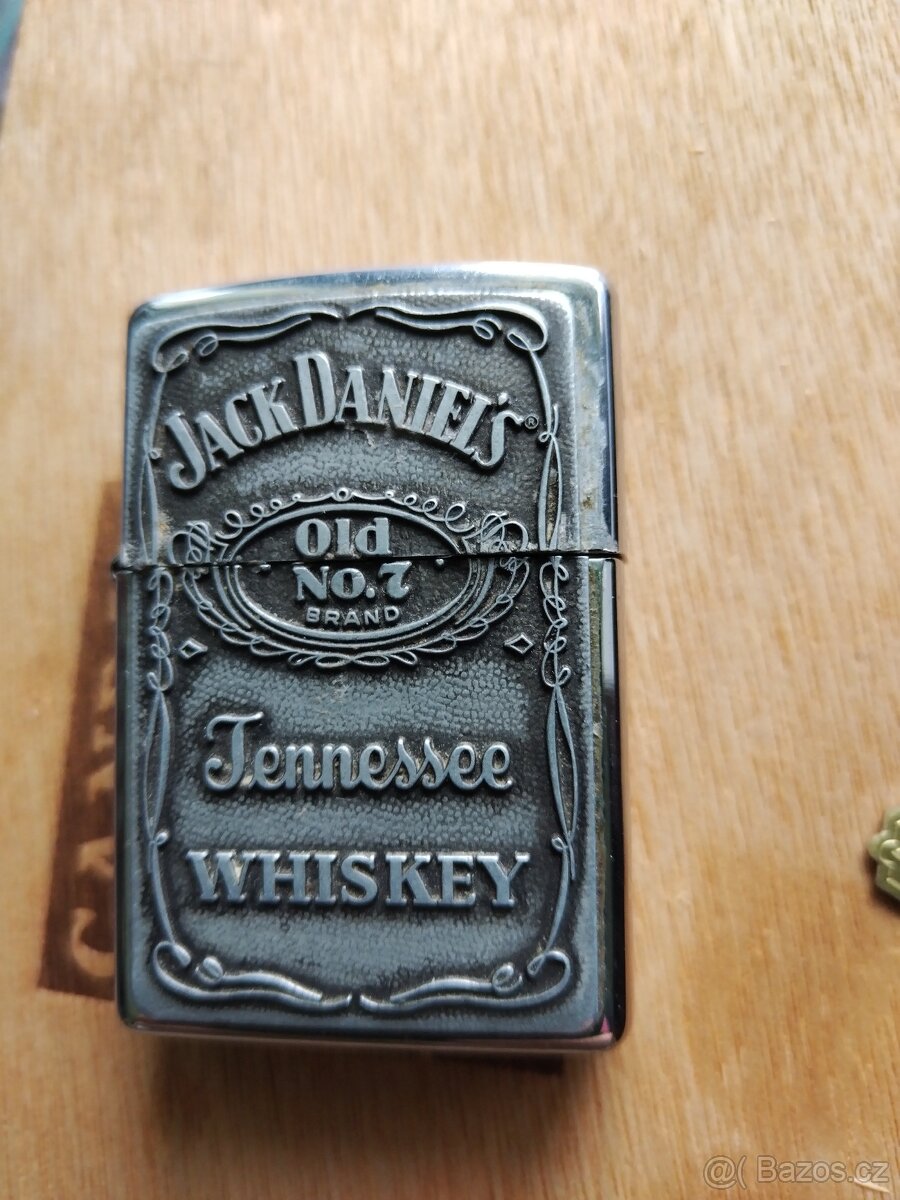 JACK DANIEL'S ®
Old
No. 7
BRAND
Tennessee
WHISKEY
@( Bazos.cz